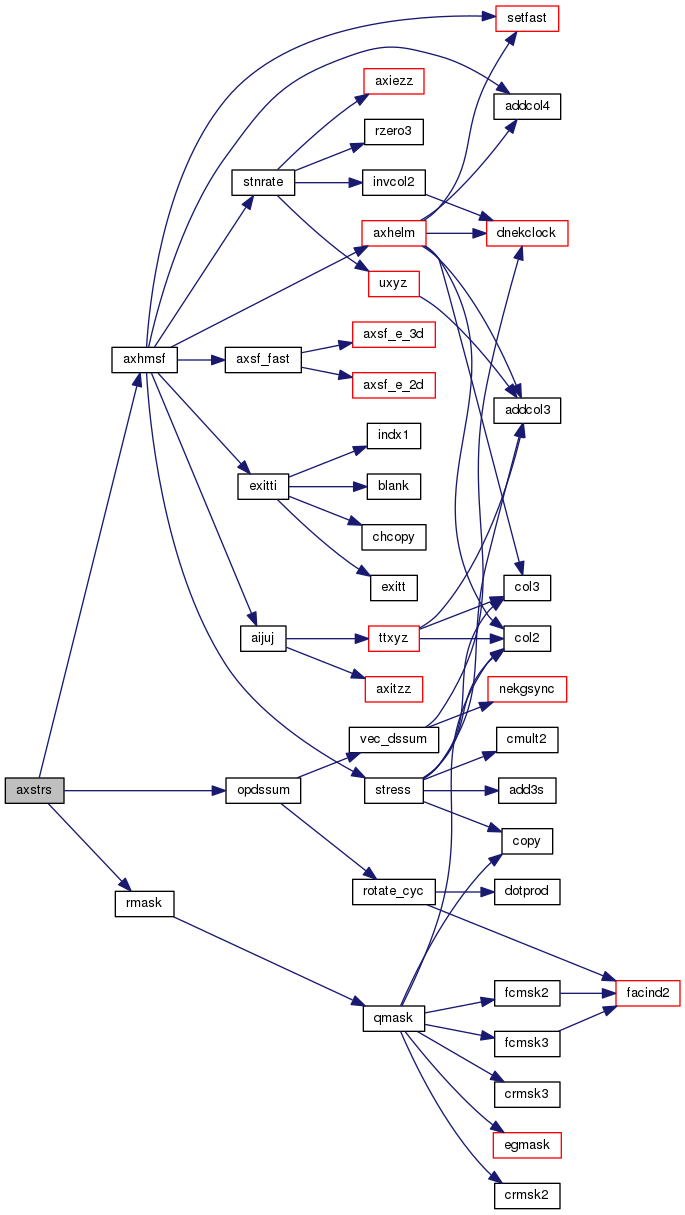 setfast
axiezz
addcol4
rzero3
stnrate
invcol2
axhelm
dnekclock
uxyz
axsf_e_3d
axhmsf
axsf_fast
axsf_e_2d
addcol3
indx1
exitti
blank
chcopy
exitt
col3
aijuj
ttxyz
col2
axitzz
nekgsync
vec_dssum
cmult2
axstrs
opdssum
stress
add3s
copy
rmask
rotate_cyc
dotprod
fcmsk2
facind2
qmask
fcmsk3
crmsk3
egmask
crmsk2